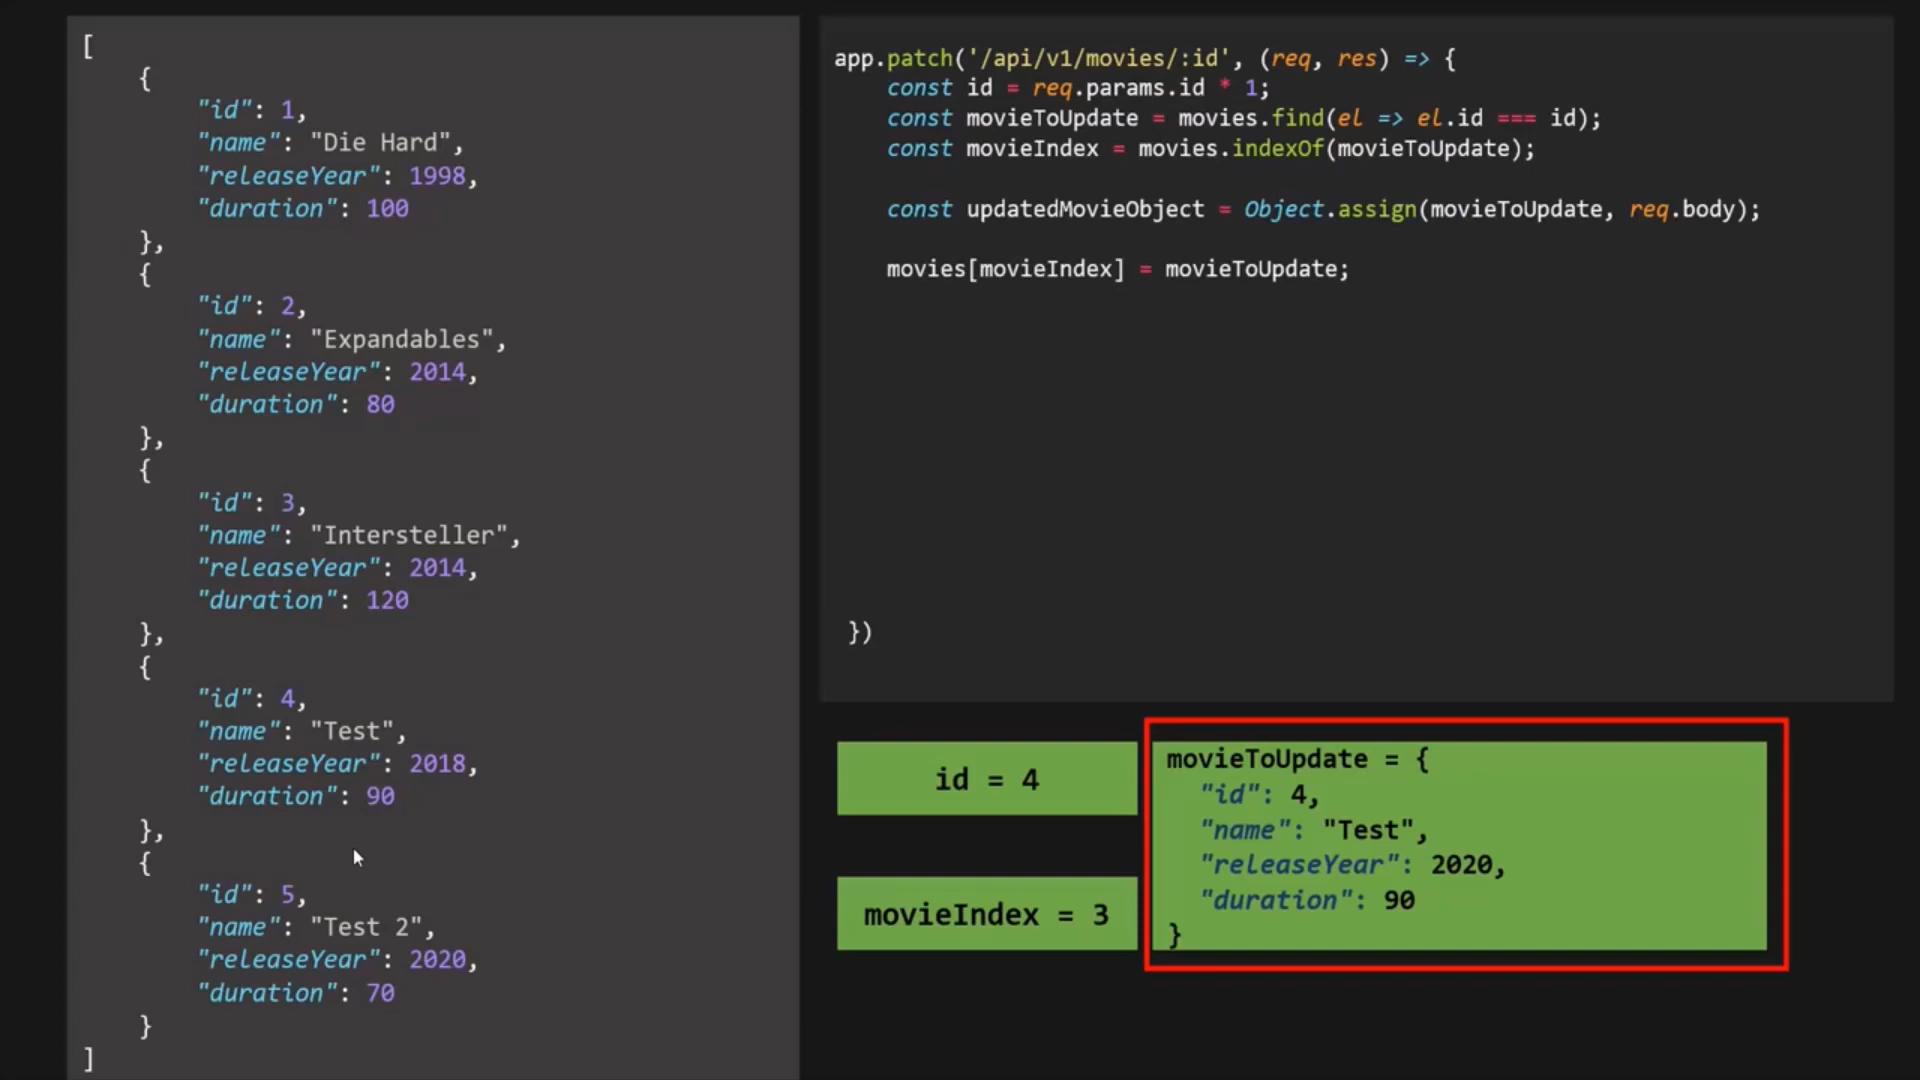 [
{
"id": 1,
"name": "Die Hard",
"releaseYear": 1998,
"duration": 100
},
{
"id": 2,
"name": "Expandables",
"releaseYear": 2014,
"duration": 80
},
{
"id": 3,
"name": "Intersteller",
"releaseYear": 2014,
"duration": 120
},
{
"id": 4,
"name": "Test",
"releaseYear": 2018,
"duration": 90
},
{
"id": 5,
"name": "Test 2",
"releaseYear": 2020,
"duration": 70
}
]
app.patch('/api/v1/movies/:id', (req, res) => {
const id = req.params.id * 1;
const movieToUpdate = movies.find(el => el.id === id);
const movieIndex = movies.indexOf(movieToUpdate);
const updatedMovieObject = Object.assign(movieToUpdate, req.body);
movies[movieIndex] = movieToUpdate;
})
id = 4
movieIndex = 3
movieToUpdate = {
"id": 4,
"name": "Test",
"releaseYear": 2020,
"duration": 90
}